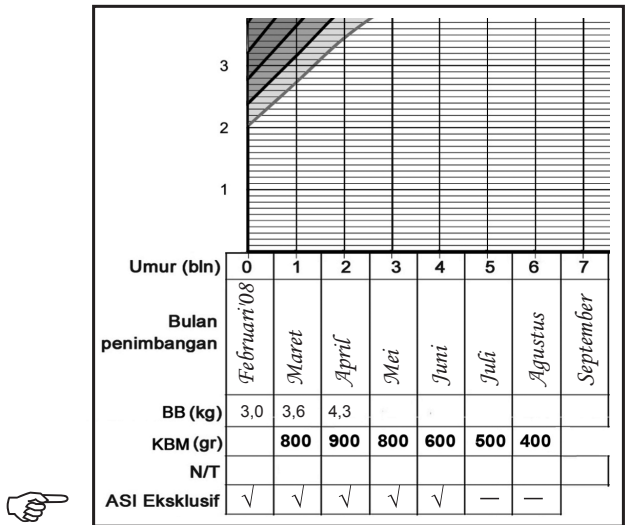 3
2
1
Umur (bln) 0 1 2 3 4 5 6 7
Bulan penimbangan Februari'08 Maret April Mei Juni Juli Agustus September
BB (kg) 3,0 3,6 4,3
KBM (gr) 800 900 800 600 500 400
N/T
ASI Eksklusif √ √ √ √ √ — —